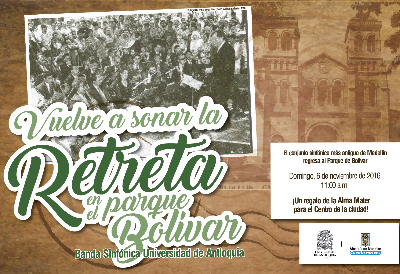 Vuelve a sonar la
Retreta
en el parque
Bolívar
Banda Sinfónica Universidad de Antioquia
El conjunto sinfónico más antiguo de Medellín
regresa al Parque de Bolívar
Domingo, 6 de noviembre de 2016
11:00 a.m
¡Un regalo de la Alma Mater
para el Centro de la ciudad!